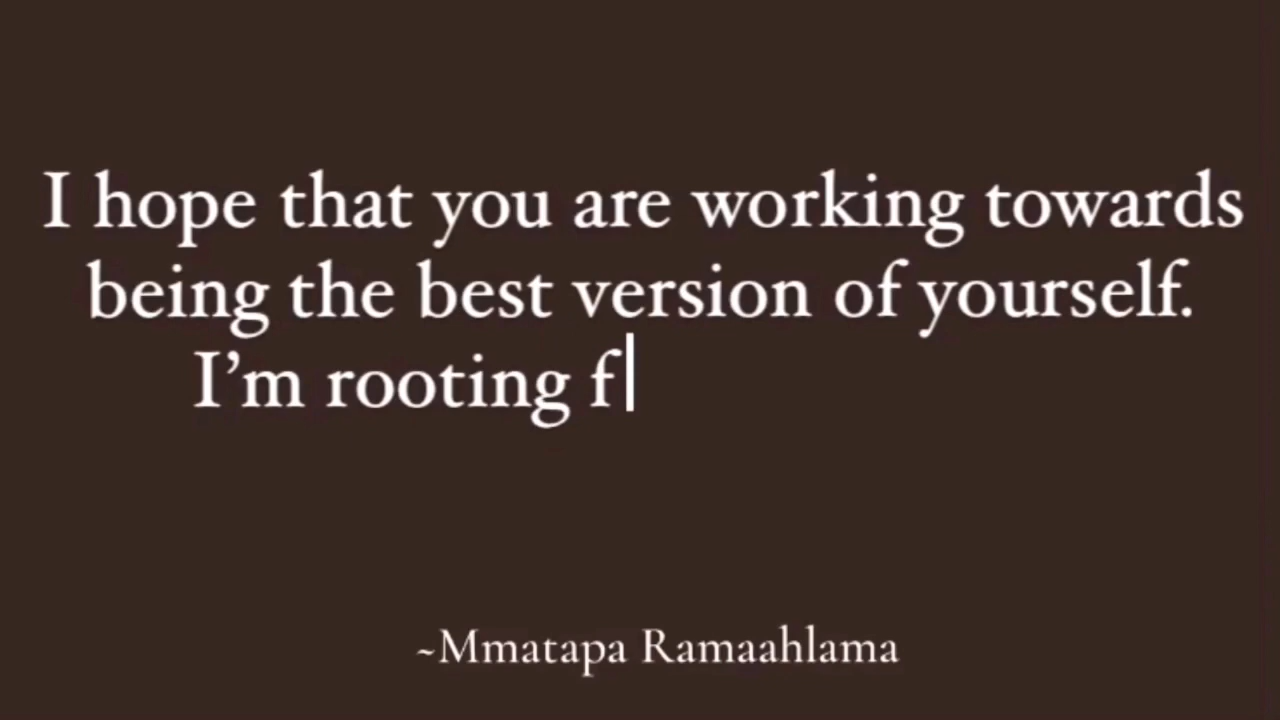 I hope that you are working towards
being the best version of yourself.
I’m rooting f
~Mmatapa Ramaahlama